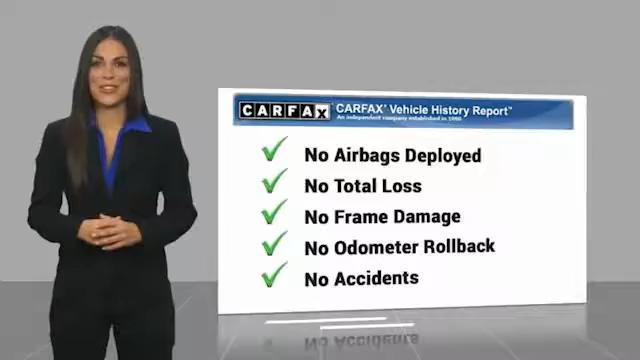 CARFAX CARFAX® Vehicle History Report™
An independent company established in 1986
No Airbags Deployed
No Total Loss
No Frame Damage
No Odometer Rollback
No Accidents